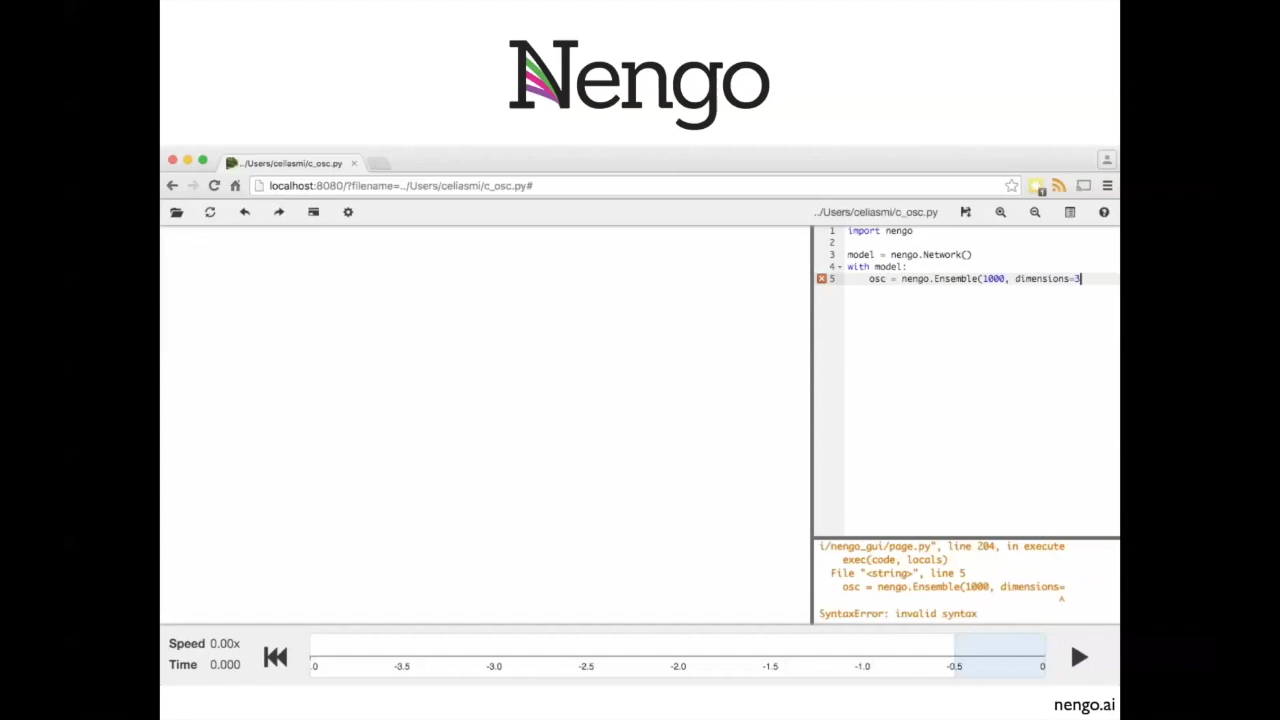 Nengo
../Users/celiasmi/c_osc.py
localhost:8080/?filename=../Users/celiasmi/c_osc.py#
../Users/celiasmi/c_osc.py
1 import nengo
2
3 model = nengo.Network()
4 with model:
5 osc = nengo.Ensemble(1000, dimensions=3
i/nengo_gui/page.py", line 204, in execute
exec(code, locals)
File "<string>", line 5
osc = nengo.Ensemble(1000, dimensions=
^
SyntaxError: invalid syntax
Speed 0.00x
Time 0.000
.0 -3.5 -3.0 -2.5 -2.0 -1.5 -1.0 -0.5 0
nengo.ai